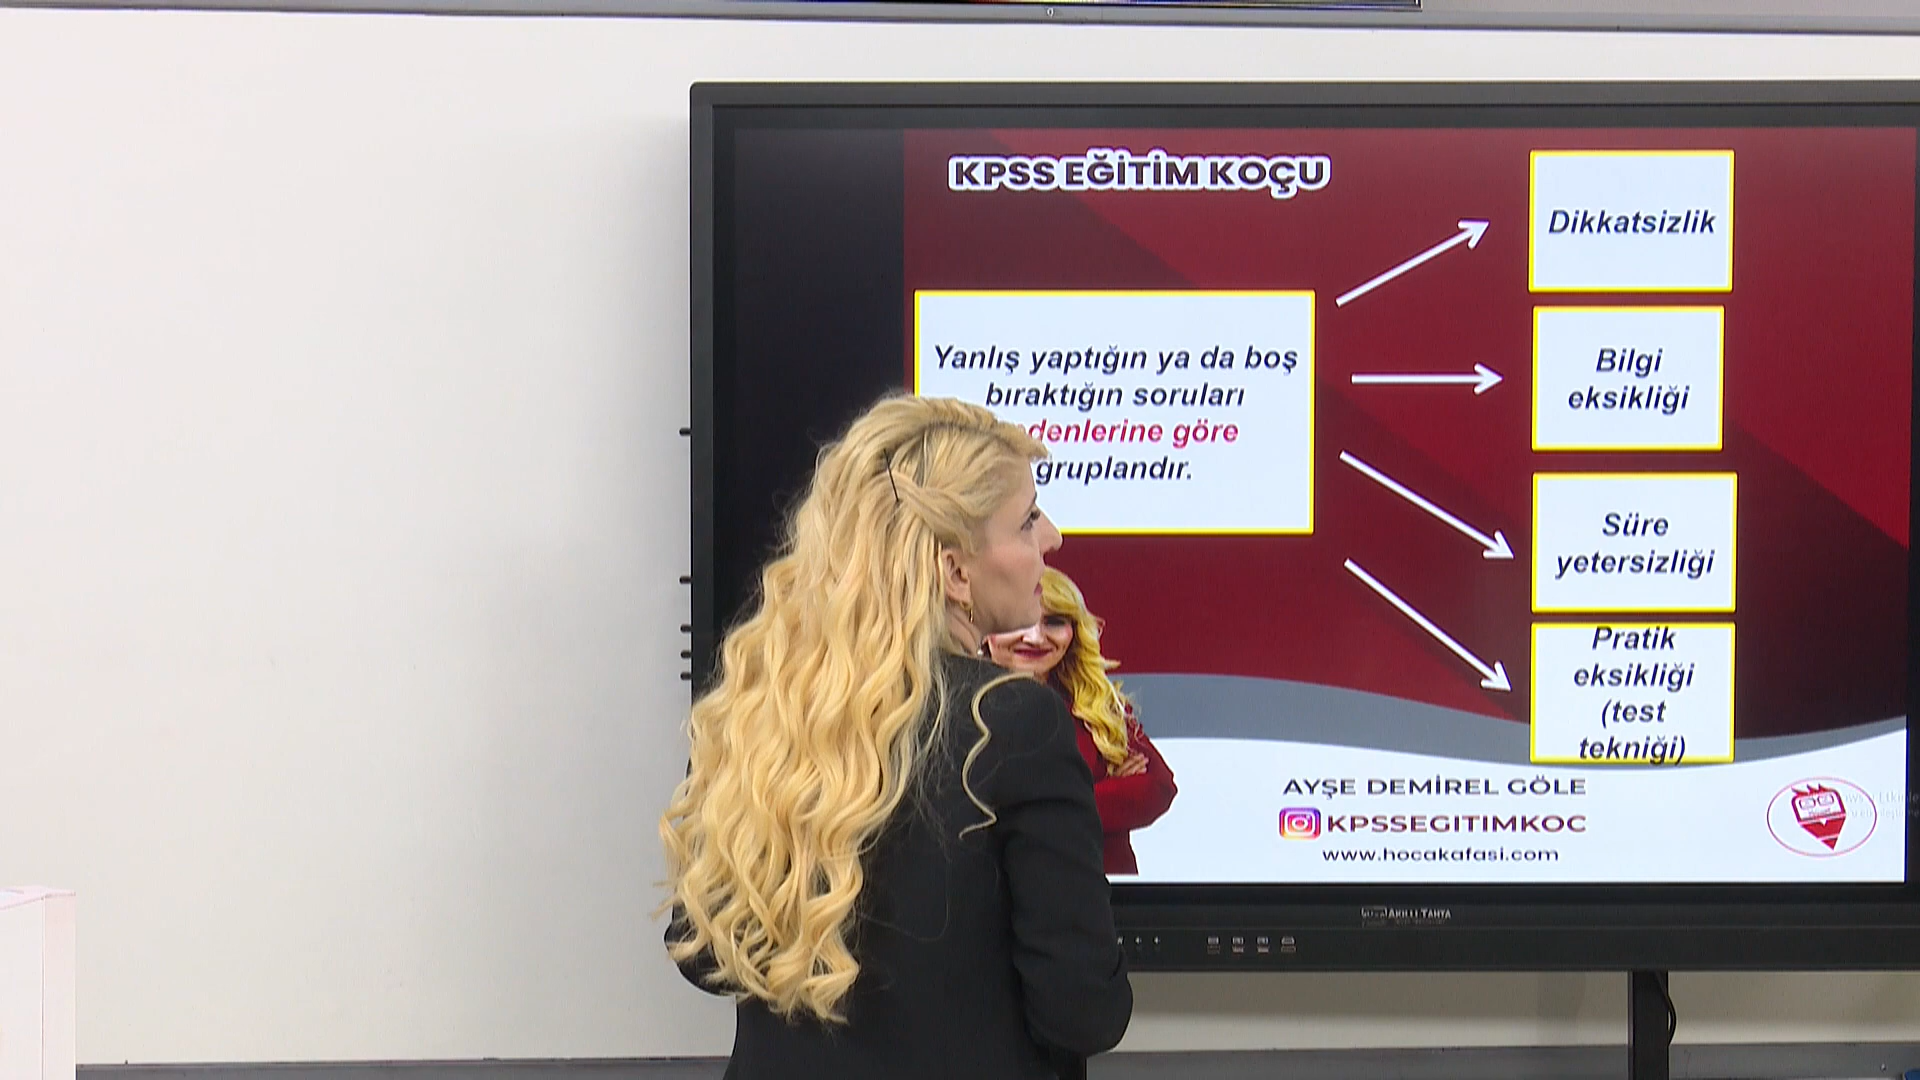 KPSS EĞİTİM KOÇU
Yanlış yaptığın ya da boş
bıraktığın soruları
göre
gruplandır.
Dikkatsizlik
Bilgi
eksikliği
Süre
yetersizliği
Pratik
eksikliği
(test
tekniği)
AYŞE DEMİREL GÖLE
KPSSEGITIMKOC
www.hocakafasi.com
AKILLI TAHTA